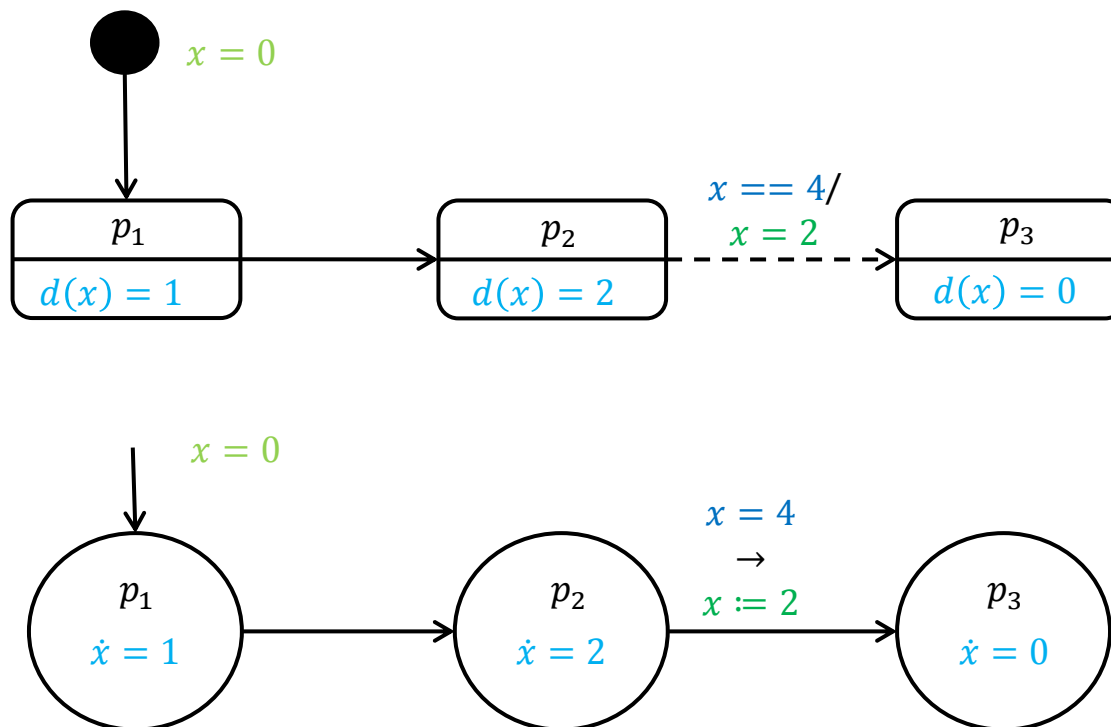 x = 0
p₁
d(x) = 1
p₂
d(x) = 2
x == 4/
x = 2
p₃
d(x) = 0
x = 0
p₁
ẋ = 1
p₂
ẋ = 2
x = 4
→
x ≔ 2
p₃
ẋ = 0